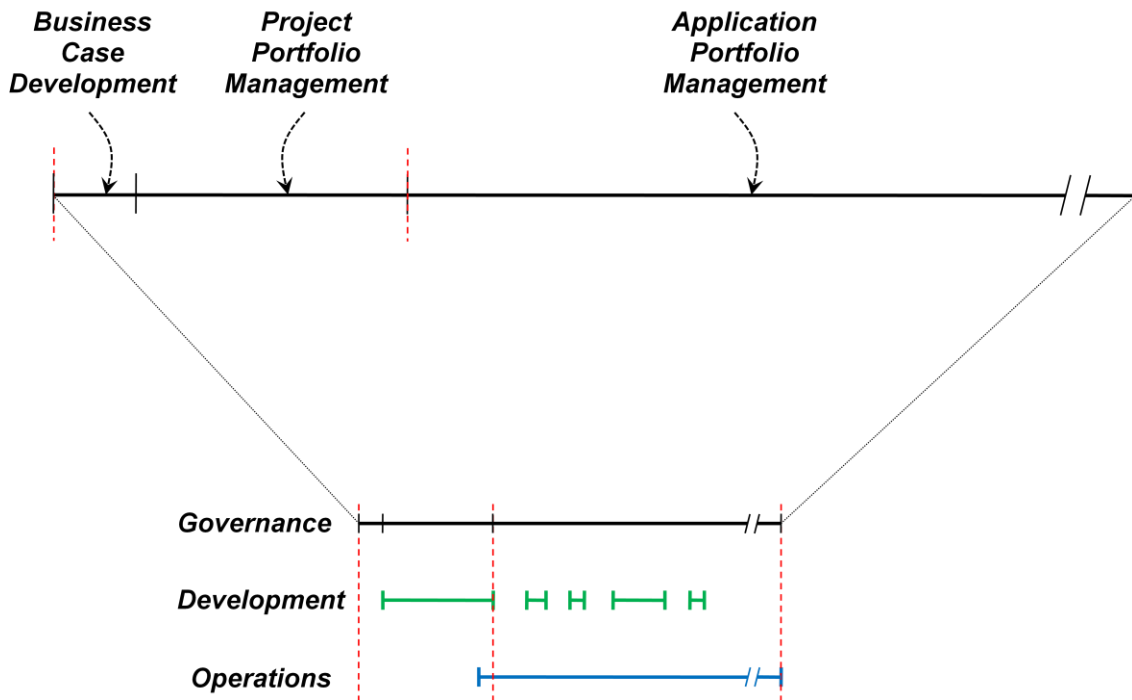 Business
Case
Development
Project
Portfolio
Management
Application
Portfolio
Management
Governance
Development
Operations